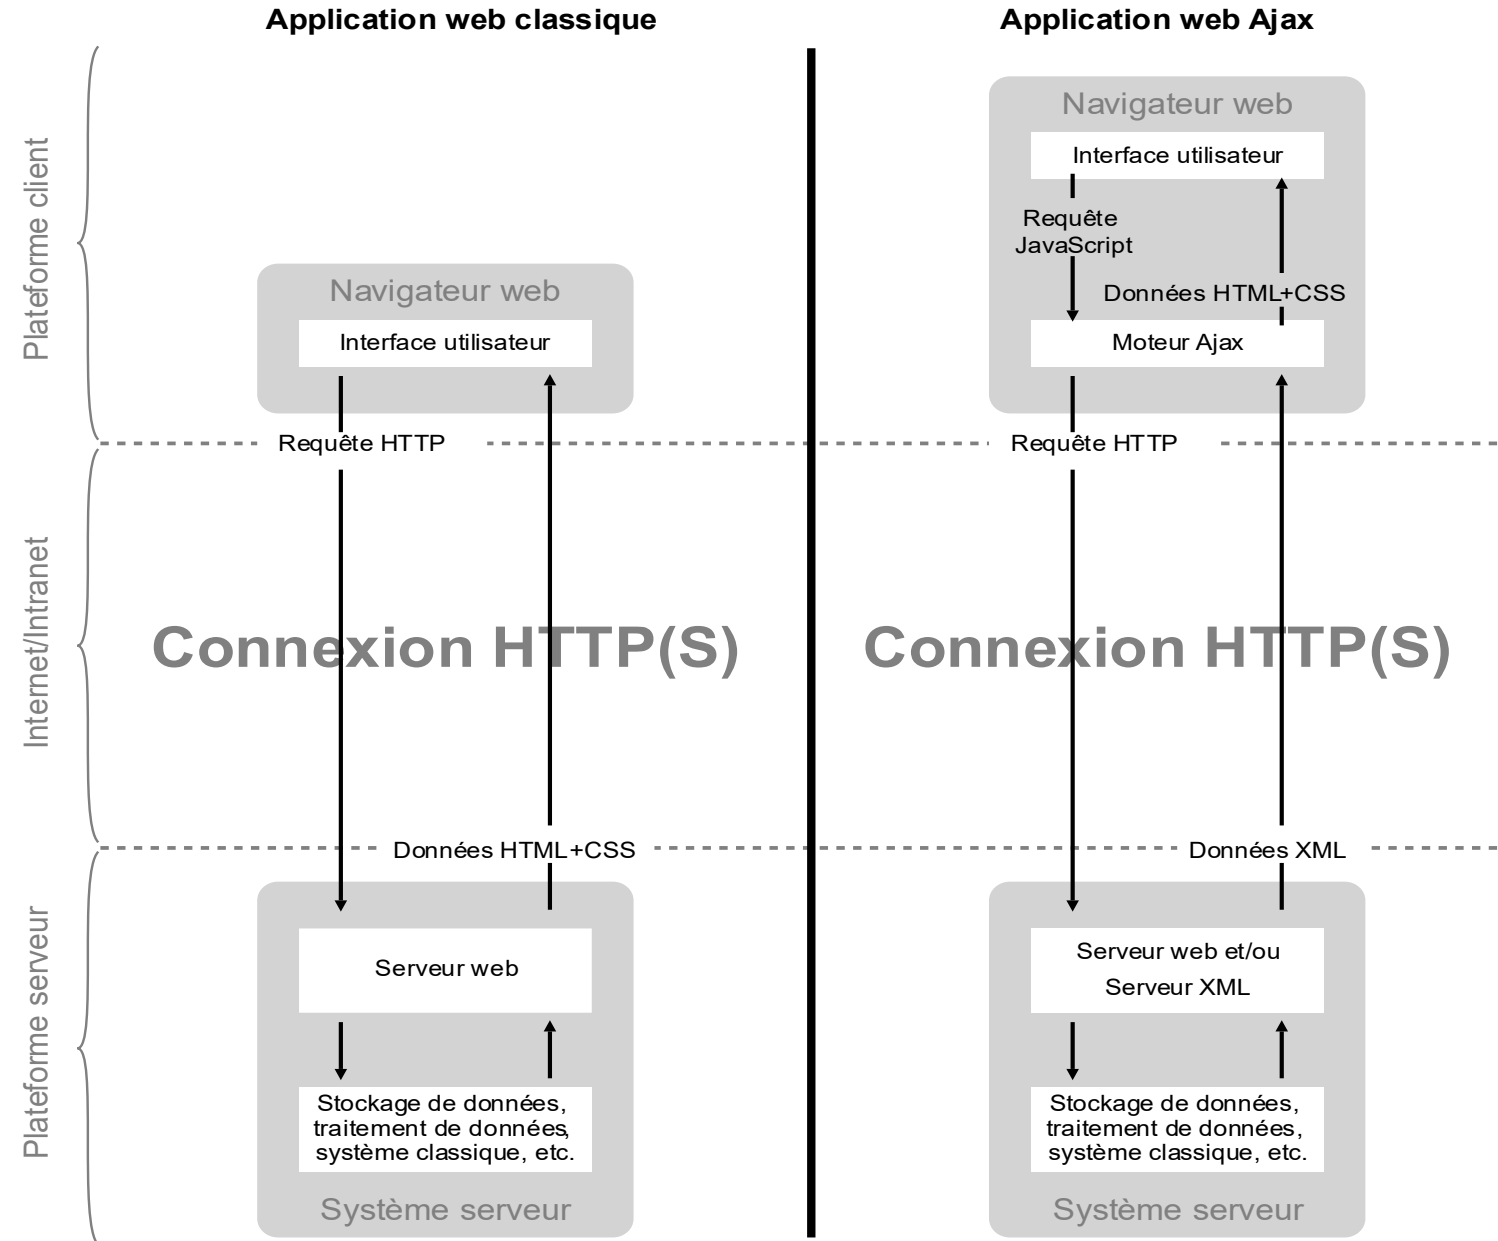 Application web classique
Application web Ajax
Plateforme client
Internet/Intranet
Plateforme serveur
Navigateur web
Interface utilisateur
Requête HTTP
Connexion HTTP(S)
Données HTML+CSS
Serveur web
Stockage de données,
traitement de données,
système classique, etc.
Système serveur
Navigateur web
Interface utilisateur
Requête
JavaScript
Données HTML+CSS
Moteur Ajax
Requête HTTP
Connexion HTTP(S)
Données XML
Serveur web et/ou
Serveur XML
Stockage de données,
traitement de données,
système classique, etc.
Système serveur